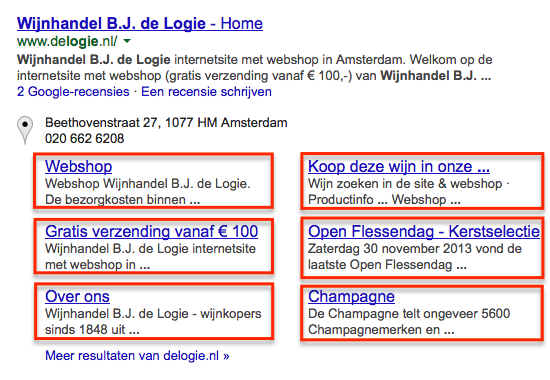 Wijnhandel B.J. de Logie - Home
www.delogie.nl/
Wijnhandel B.J. de Logie internetsite met webshop in Amsterdam. Welkom op de
internetsite met webshop (gratis verzending vanaf € 100,-) van Wijnhandel B.J. ...
2 Google-recensies · Een recensie schrijven
Beethovenstraat 27, 1077 HM Amsterdam
020 662 6208
Webshop
Webshop Wijnhandel B.J. de Logie.
De bezorgkosten binnen ...
Koop deze wijn in onze ...
Wijn zoeken in de site & webshop ·
Productinfo ... Webshop ...
Gratis verzending vanaf € 100
Wijnhandel B.J. de Logie internetsite
met webshop in ...
Open Flessendag - Kerstselectie
Zaterdag 30 november 2013 vond de
laatste Open Flessendag ...
Over ons
Wijnhandel B.J. de Logie - wijnkopers
sinds 1848 uit ...
Champagne
De Champagne telt ongeveer 5600
Champagnemerken en ...
Meer resultaten van delogie.nl »